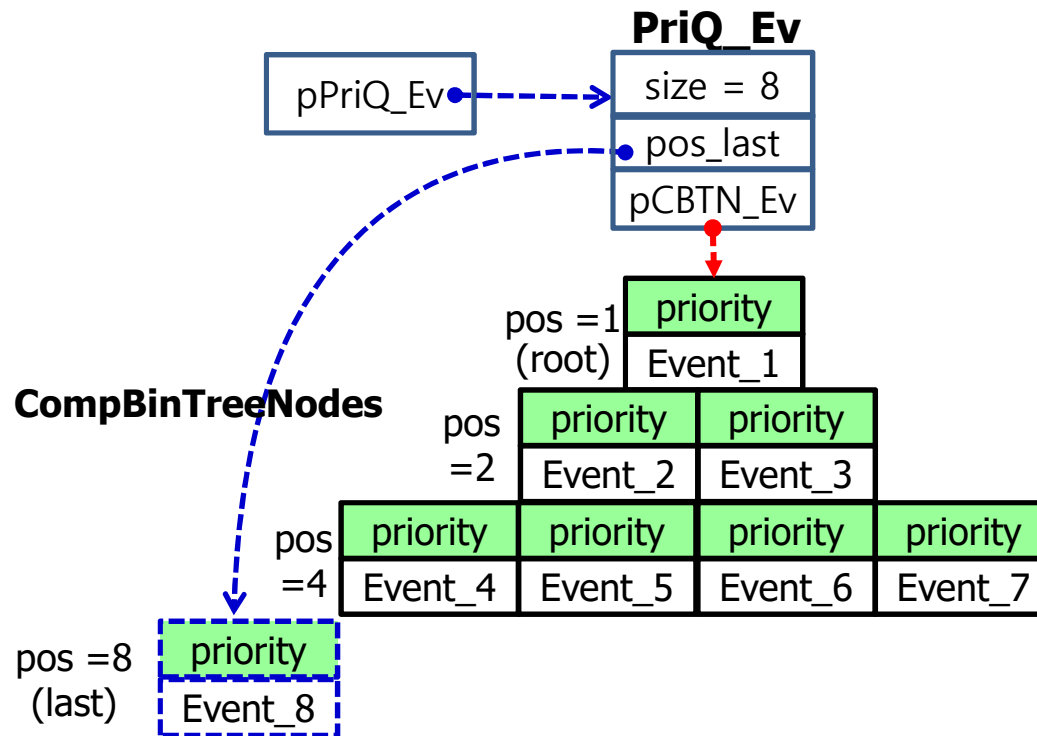 PriQ_Ev
pPriQ_Ev
size = 8
pos_last
pCBTN_Ev
pos =1
(root)
priority
Event_1
CompBinTreeNodes
pos
=2
priority priority
Event_2 Event_3
pos
=4
priority priority priority priority
Event_4 Event_5 Event_6 Event_7
pos =8
(last)
priority
Event_8